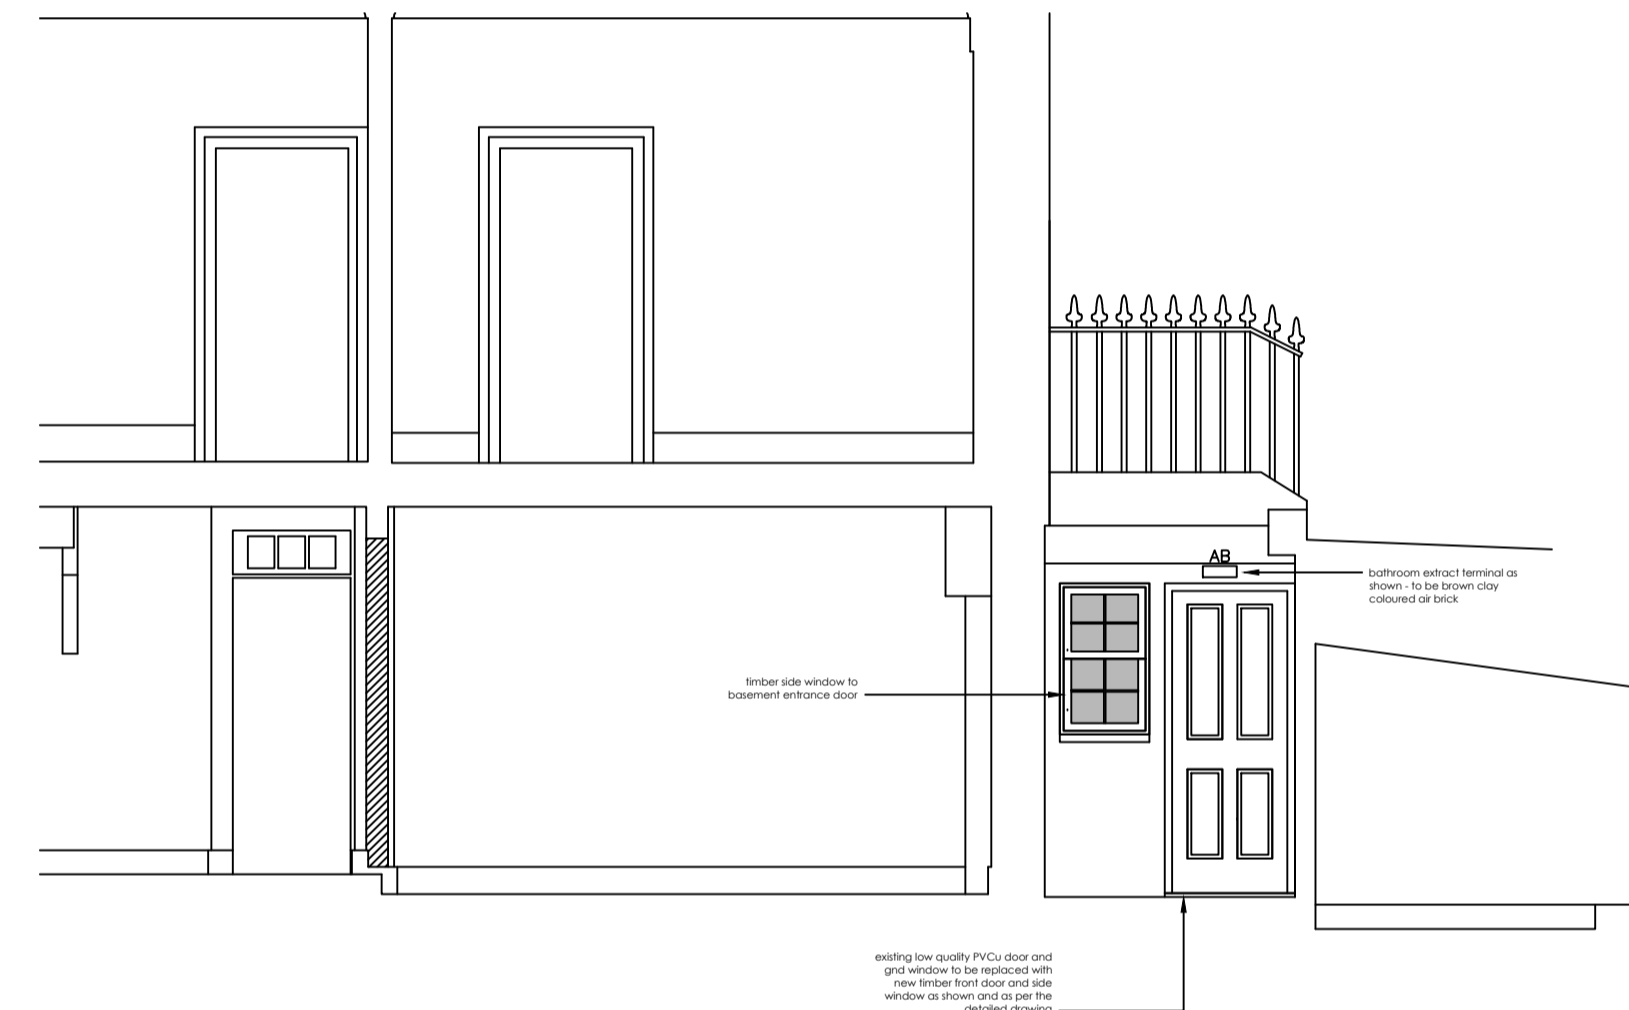 AB
bathroom extract terminal as
shown - to be brown clay
coloured air brick
timber side window to
basement entrance door
existing low quality PVCu door and
gnd window to be replaced with
new timber front door and side
window as shown and as per the
detailed drawing